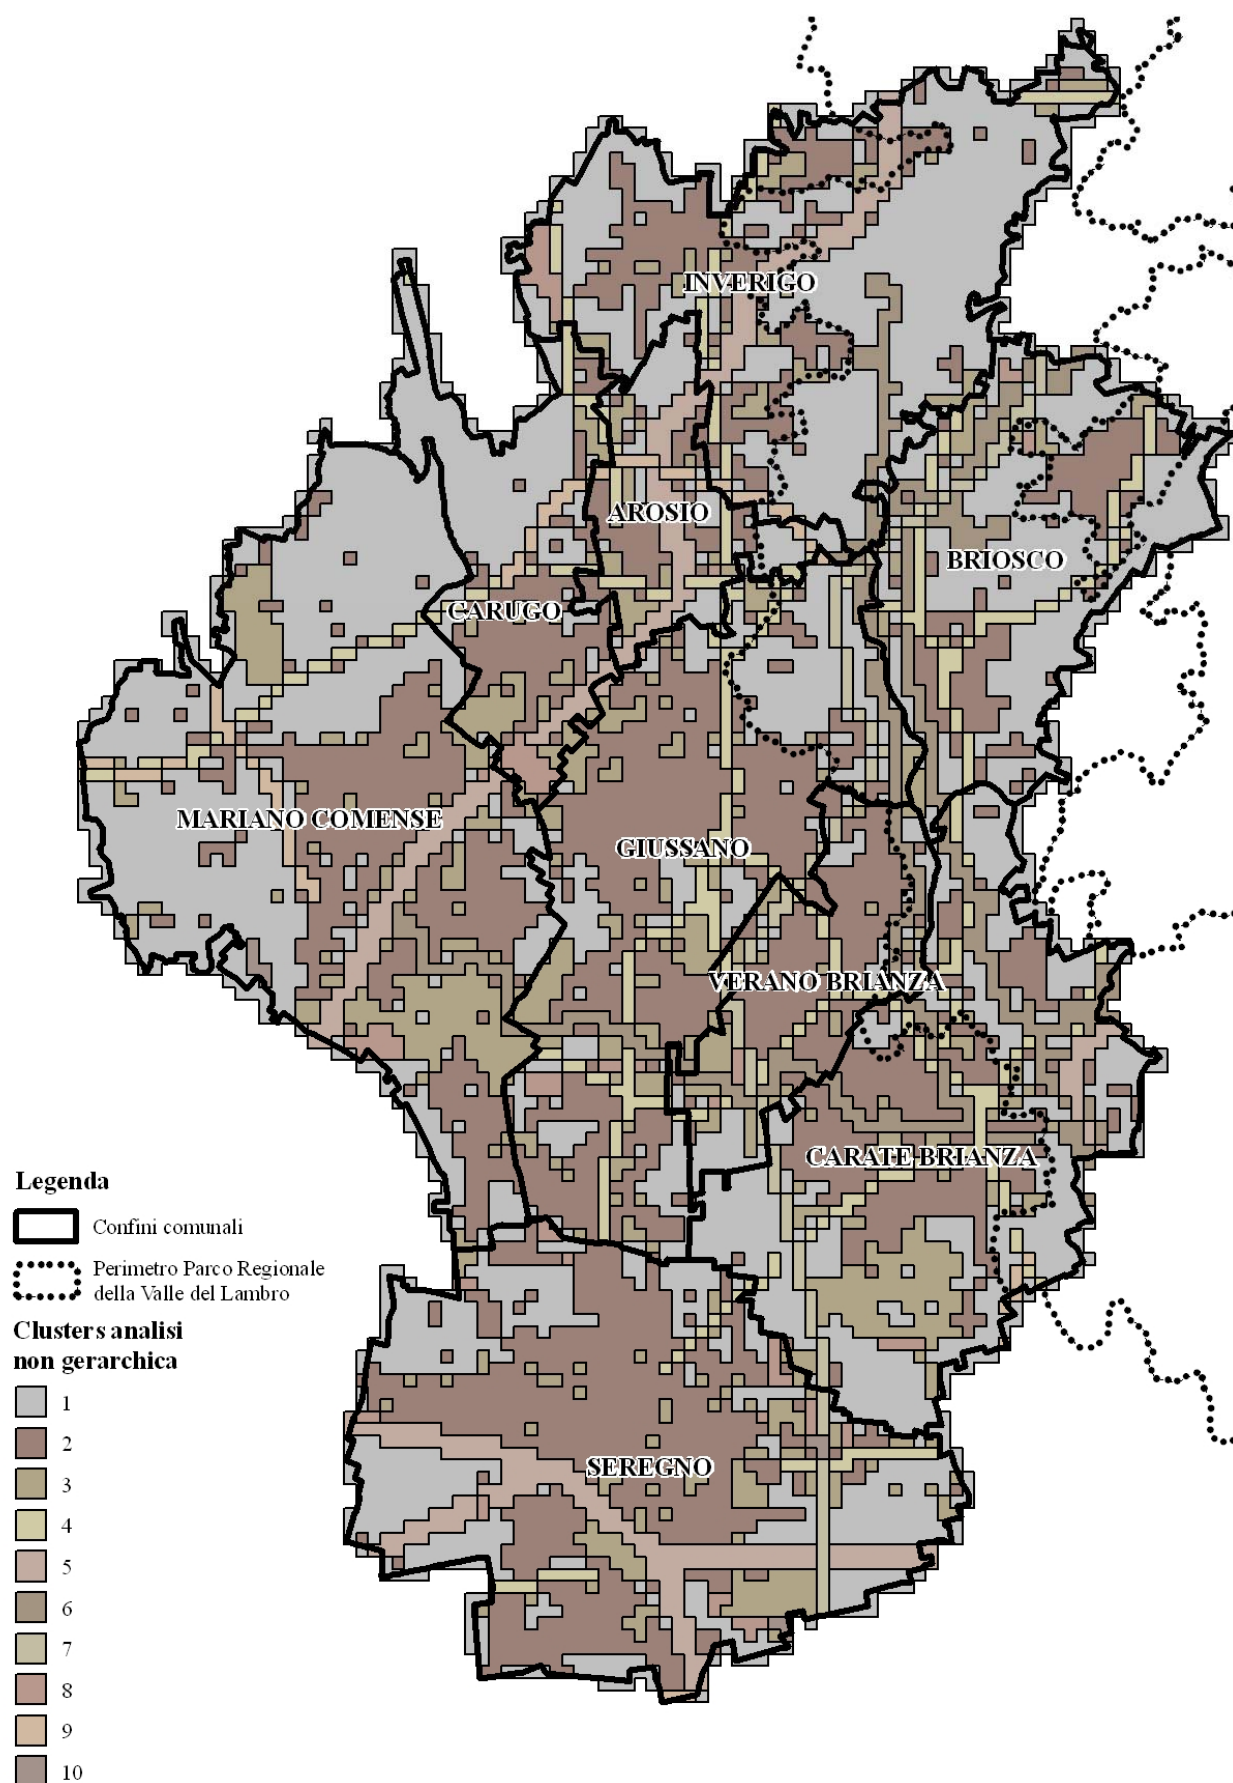 INVERIGO
AROSIO
BRIOSCO
CARUGO
MARIANO COMENSE
GIUSSANO
VERANO BRIANZA
CARATE BRIANZA
SEREGNO
Legenda
Confini comunali
Perimetro Parco Regionale
della Valle del Lambro
Clusters analisi
non gerarchica
1
2
3
4
5
6
7
8
9
10